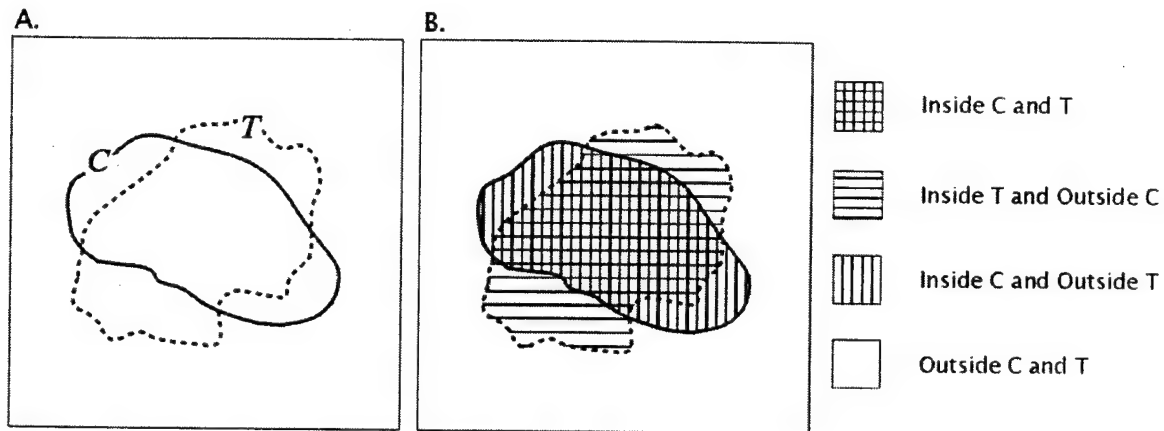 A.
B.
C
T
Inside C and T
Inside T and Outside C
Inside C and Outside T
Outside C and T